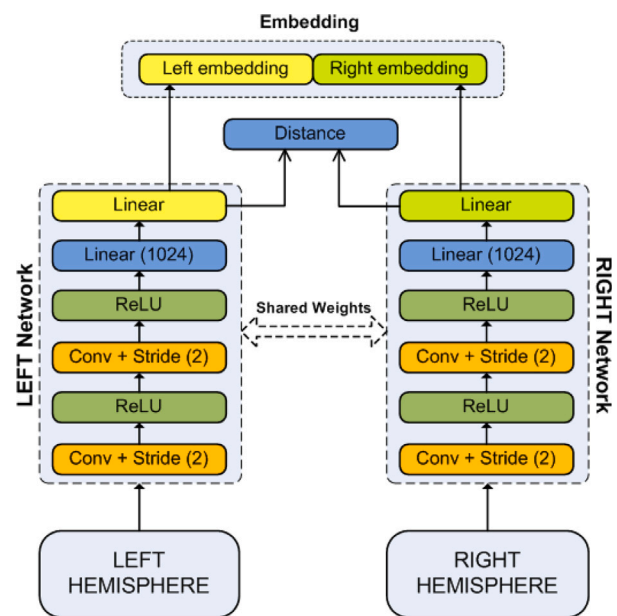 Embedding
Left embedding
Right embedding
Distance
LEFT Network
Linear
Linear (1024)
ReLU
Conv + Stride (2)
ReLU
Conv + Stride (2)
Shared Weights
RIGHT Network
Linear
Linear (1024)
ReLU
Conv + Stride (2)
ReLU
Conv + Stride (2)
LEFT
HEMISPHERE
RIGHT
HEMISPHERE